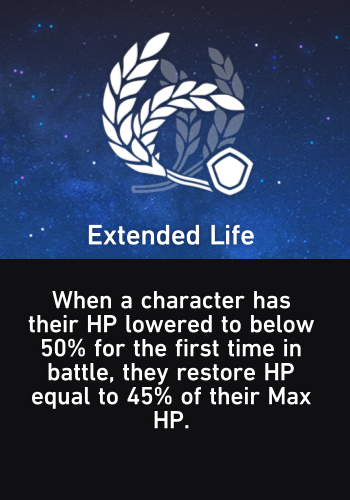 Extended Life
When a character has
their HP lowered to below
50% for the first time in
battle, they restore HP
equal to 45% of their Max
HP.